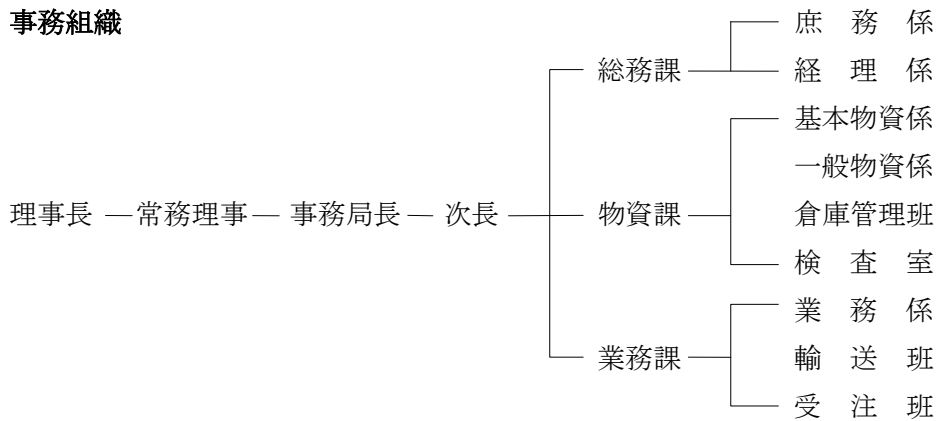 事務組織
庶務係
総務課
経理係
基本物資係
一般物資係
理事長 常務理事 事務局長 次長 物資課 倉庫管理班
検査室
業務係
業務課 輸送班
受注班